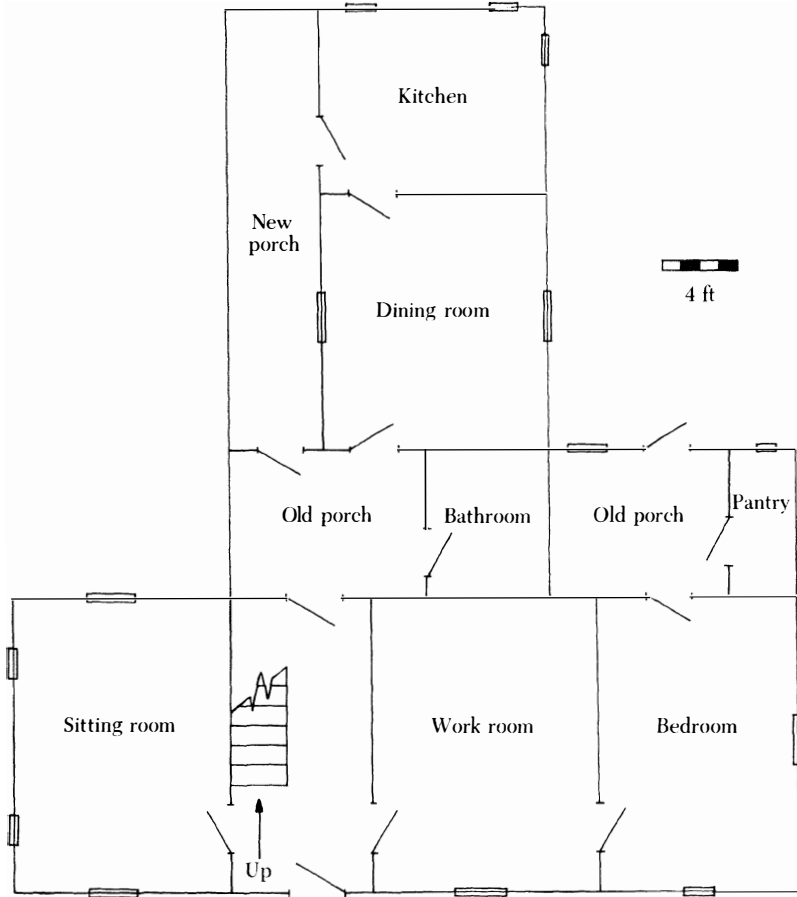 Kitchen
New
porch
Dining room
4 ft
Old porch
Bathroom
Old porch
Pantry
Sitting room
Work room
Bedroom
Up